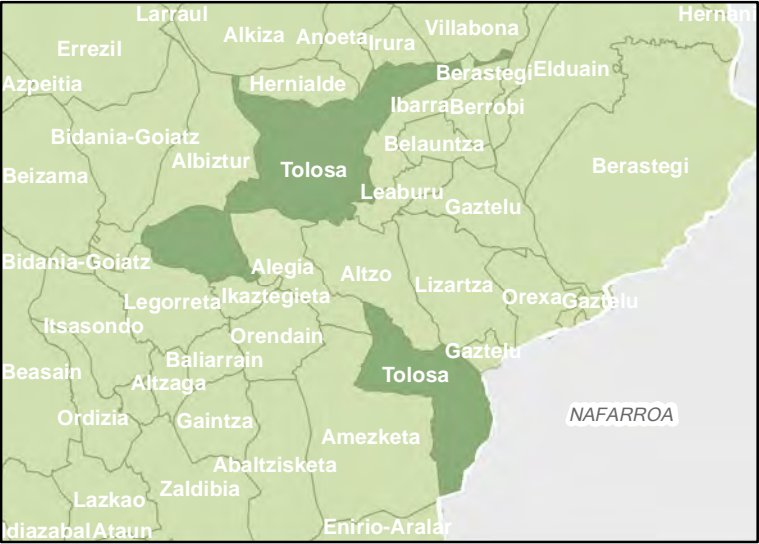 Larraul
Hernani
Errezil
Alkiza
Anoeta
Irura
Villabona
Azpeitia
Hernialde
Berastegi
Elduain
Ibarra
Berrobi
Bidania-Goiatz
Albiztur
Belauntza
Beizama
Tolosa
Leaburu
Berastegi
Gaztelu
Bidania-Goiatz
Alegia
Altzo
Lizartza
Legorreta
Ikaztegieta
Orexa
Gaztelu
Itsasondo
Orendain
Baliarrain
Gaztelu
Beasain
Altzaga
Tolosa
Ordizia
Gaintza
NAFARROA
Amezketa
Abaltzisketa
Lazkao
Zaldibia
Idiazabal
Ataun
Enirio-Aralar